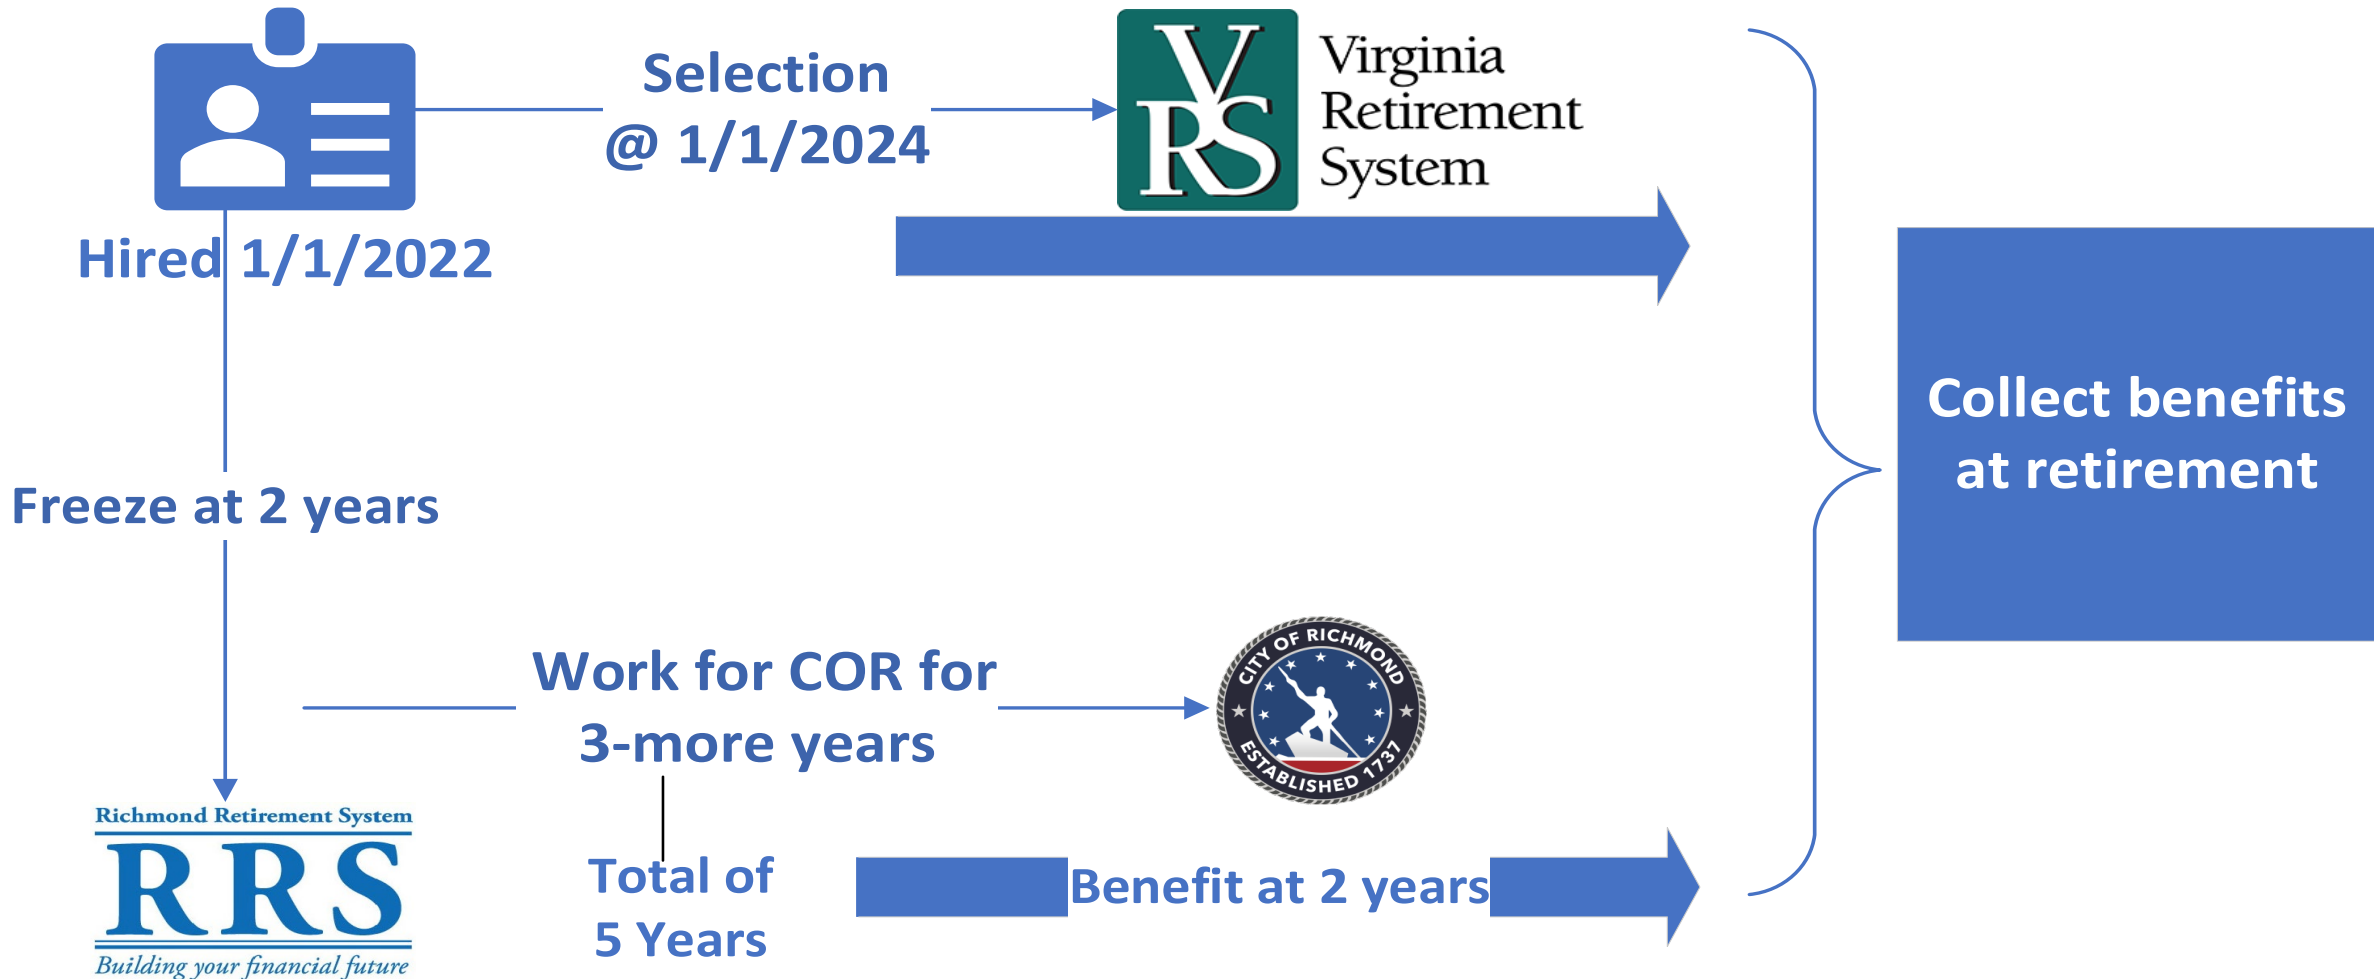 Selection
@ 1/1/2024
VRS
Virginia
Retirement
System
Hired 1/1/2022
Collect benefits
at retirement
Freeze at 2 years
Work for COR for
3-more years
CITY OF RICHMOND
ESTABLISHED 1737
Richmond Retirement System
RRS
Building your financial future
Total of
5 Years
Benefit at 2 years